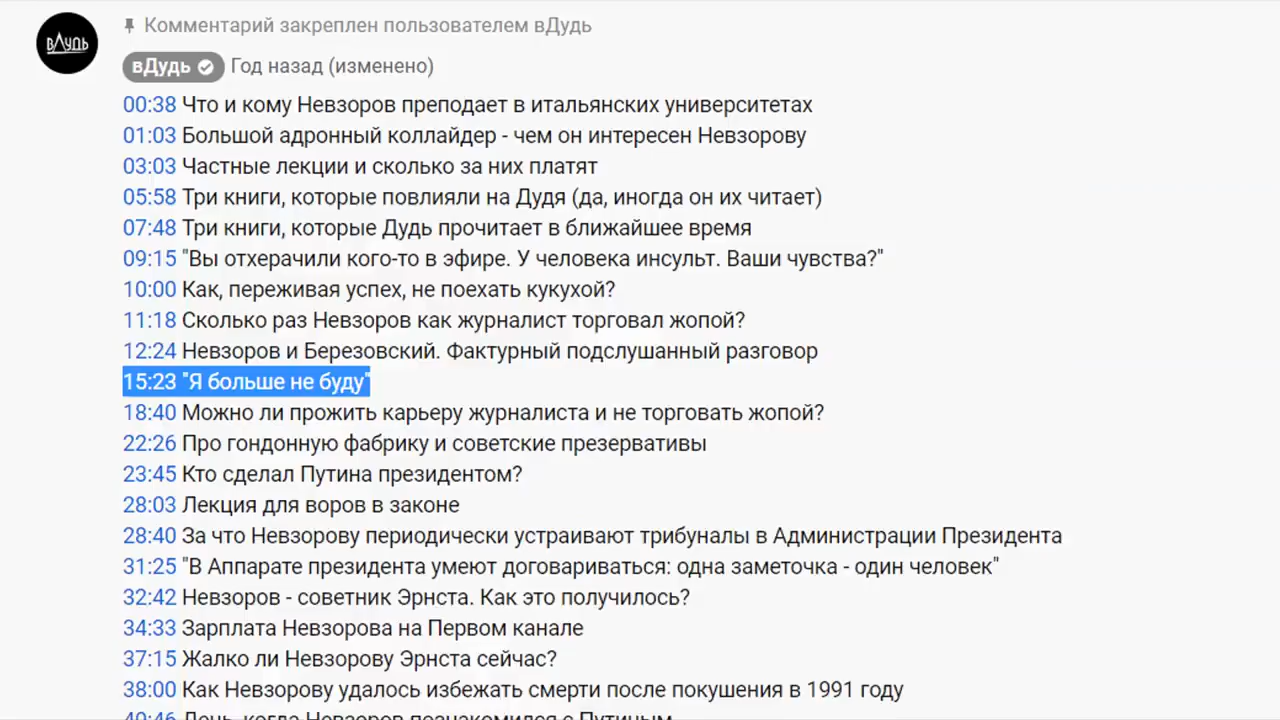 вДудь
Комментарий закреплен пользователем вДудь
вДудь Год назад (изменено)
00:38 Что и кому Невзоров преподает в итальянских университетах
01:03 Большой адронный коллайдер - чем он интересен Невзорову
03:03 Частные лекции и сколько за них платят
05:58 Три книги, которые повлияли на Дудя (да, иногда он их читает)
07:48 Три книги, которые Дудь прочитает в ближайшее время
09:15 "Вы отхерачили кого-то в эфире. У человека инсульт. Ваши чувства?"
10:00 Как, переживая успех, не поехать кукухой?
11:18 Сколько раз Невзоров как журналист торговал жопой?
12:24 Невзоров и Березовский. Фактурный подслушанный разговор
15:23 "Я больше не буду"
18:40 Можно ли прожить карьеру журналиста и не торговать жопой?
22:26 Про гондонную фабрику и советские презервативы
23:45 Кто сделал Путина президентом?
28:03 Лекция для воров в законе
28:40 За что Невзорову периодически устраивают трибуналы в Администрации Президента
31:25 "В Аппарате президента умеют договариваться: одна заметочка - один человек"
32:42 Невзоров - советник Эрнста. Как это получилось?
34:33 Зарплата Невзорова на Первом канале
37:15 Жалко ли Невзорову Эрнста сейчас?
38:00 Как Невзорову удалось избежать смерти после покушения в 1991 году
40:46 День, когда Невзоров познакомился с Путиным